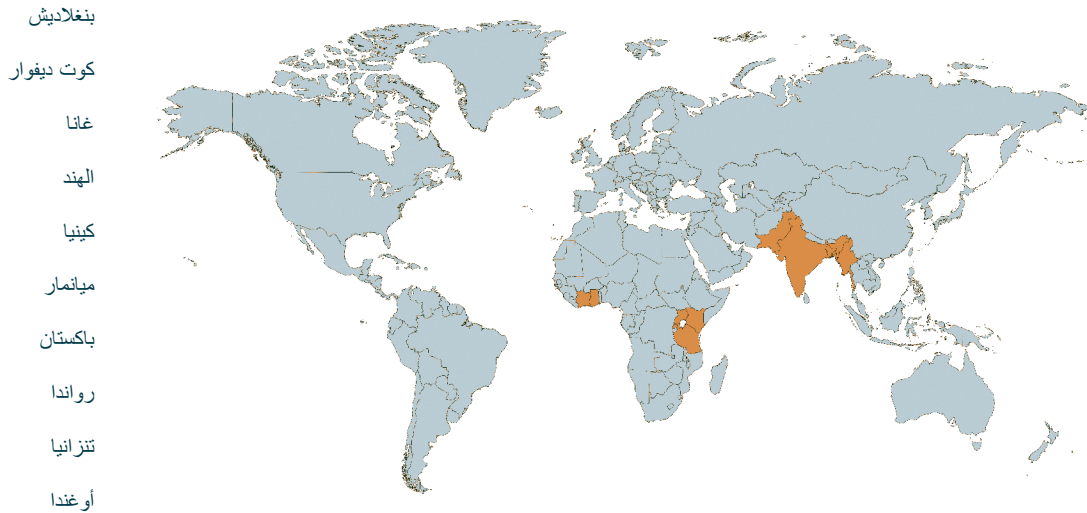 بنغلاديش
كوت ديفوار
غانا
الهند
كينيا
ميانمار
باكستان
رواندا
تنزانيا
أوغندا